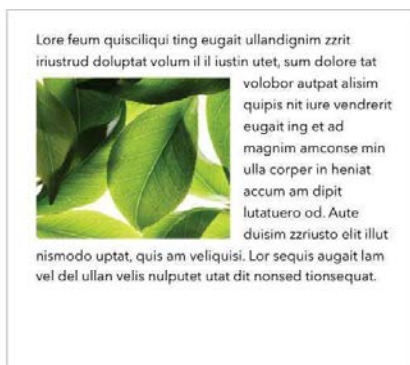 Lore feum quisciliqui ting eugait ullandignim zzrit
iriustrud doluptat volum il il iustin utet, sum dolore tat
volobor autpat alisim
quipis nit iure vendrerit
eugait ing et ad
magnim amconse min
ulla corper in heniat
accum am dipit
lutatuero od. Aute
duisim zzriusto elit illut
nismodo uptat, quis am veliquisi. Lor sequis augait lam
vel del ullan velis nulputet utat dit nonsed tionsequat.